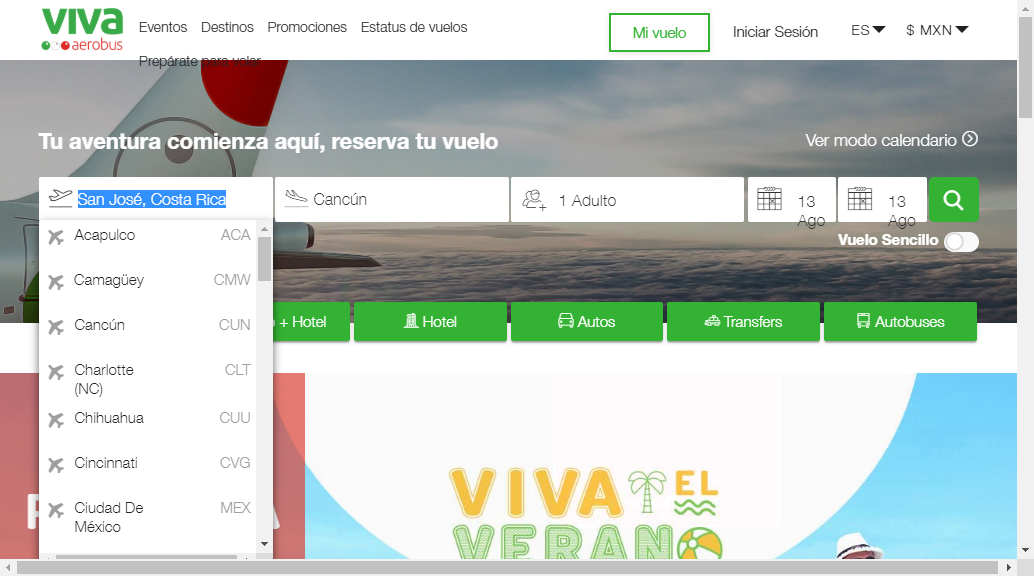 viva
aerobus
Eventos
Destinos
Promociones
Estatus de vuelos
Prepárate para volar
Mi vuelo
Iniciar Sesión
ES
$ MXN
Tu aventura comienza aquí, reserva tu vuelo
Ver modo calendario
San José, Costa Rica
Cancún
1 Adulto
13
Ago
13
Ago
Vuelo Sencillo
Acapulco ACA
Camagüey CMW
Cancún CUN
Charlotte CLT
(NC)
Chihuahua CUU
Cincinnati CVG
Ciudad De MEX
México
+ Hotel
Hotel
Autos
Transfers
Autobuses
VIVA EL
VERANO